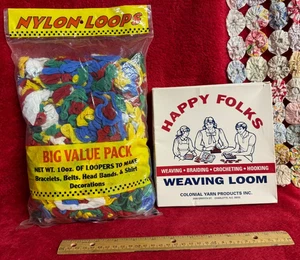 NYLON·LOOPS
BIG VALUE PACK
NET WT. 10oz. OF LOOPERS TO MAKE
Bracelets, Belts, Head Bands, & Shirt
Decorations
HAPPY FOLKS
WEAVING • BRAIDING • CROCHETING • HOOKING
WEAVING LOOM
COLONIAL YARN PRODUCTS INC.